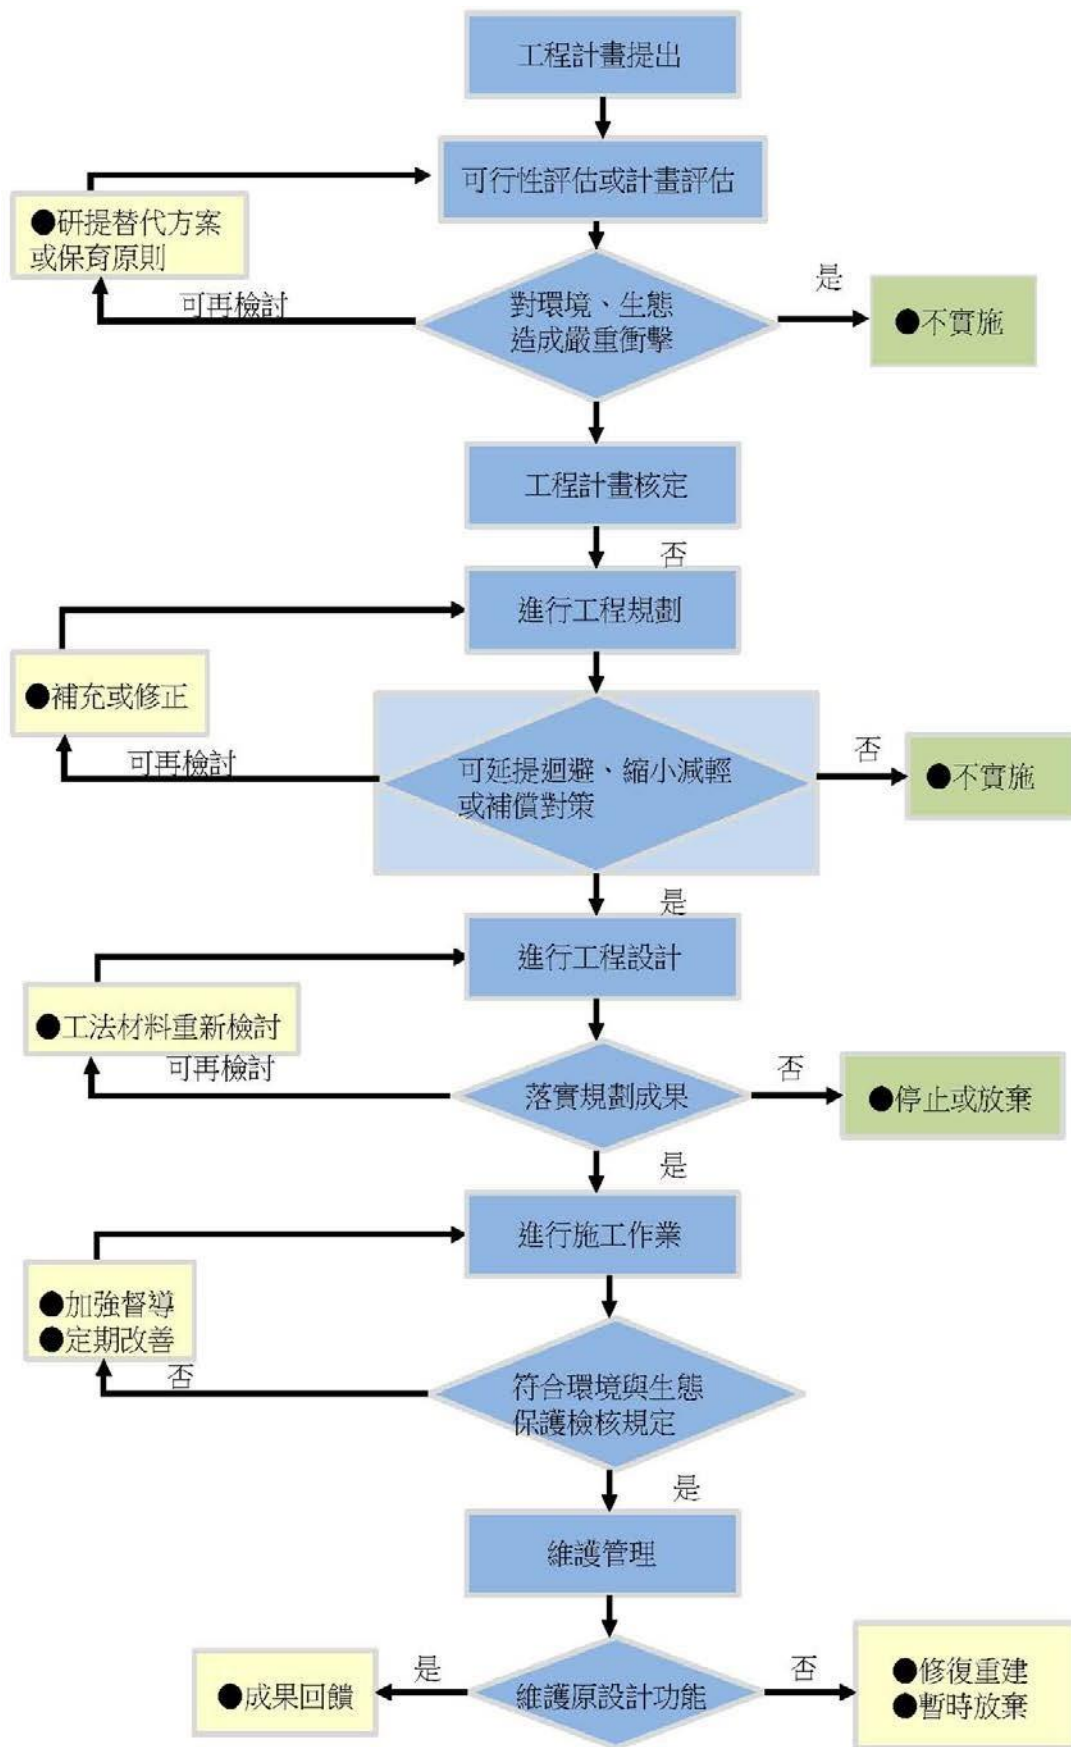 工程計畫提出
可行性評估或計畫評估
●研提替代方案
或保育原則
可再檢討
對環境、生態
造成嚴重衝擊
是
●不實施
工程計畫核定
否
進行工程規劃
●補充或修正
可再檢討
可延提迴避、縮小減輕
或補償對策
否
●不實施
是
進行工程設計
●工法材料重新檢討
可再檢討
落實規劃成果
否
●停止或放棄
是
進行施工作業
●加強督導
●定期改善
否
符合環境與生態
保護檢核規定
是
維護管理
●成果回饋
是
維護原設計功能
否
●修復重建
●暫時放棄